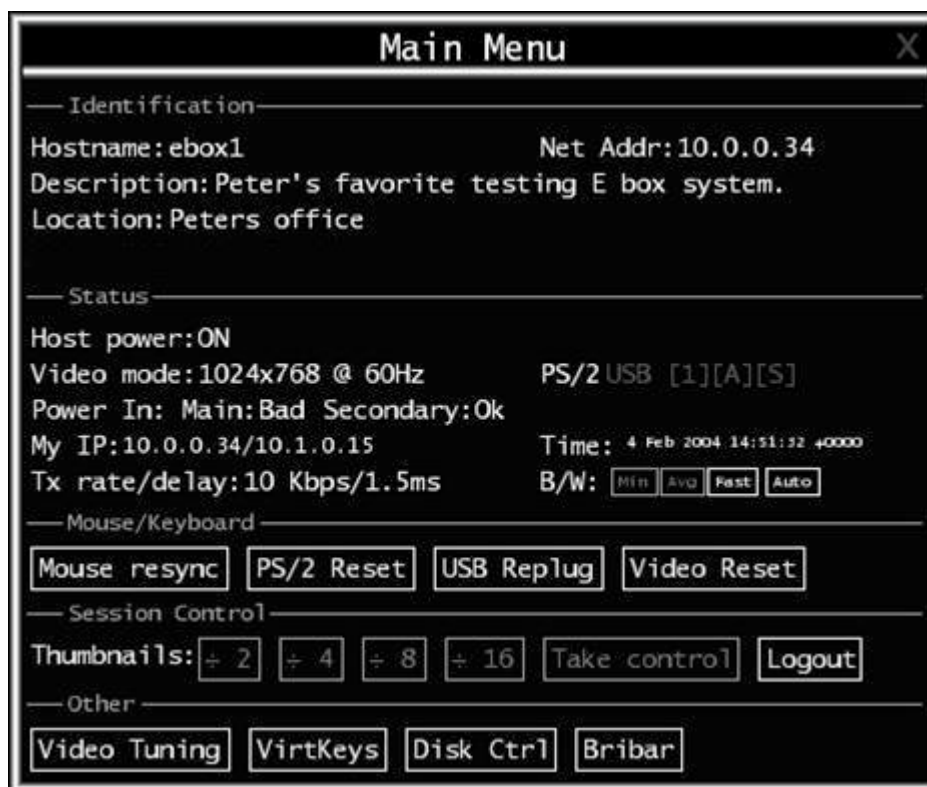 Main Menu X
Identification
Hostname:ebox1 Net Addr:10.0.0.34
Description:Peter's favorite testing E box system.
Location:Peters office
Status
Host power:ON
Video mode:1024x768 @ 60Hz PS/2 USB [1][A][S]
Power In: Main:Bad Secondary:Ok
My IP:10.0.0.34/10.1.0.15 Time: 4 Feb 2004 14:51:32 +0000
Tx rate/delay:10 Kbps/1.5ms B/W: Min Avg Fast Auto
Mouse/Keyboard
Mouse resync PS/2 Reset USB Replug Video Reset
Session Control
Thumbnails: ÷ 2 ÷ 4 ÷ 8 ÷ 16 Take control Logout
Other
Video Tuning VirtKeys Disk Ctrl Bribar